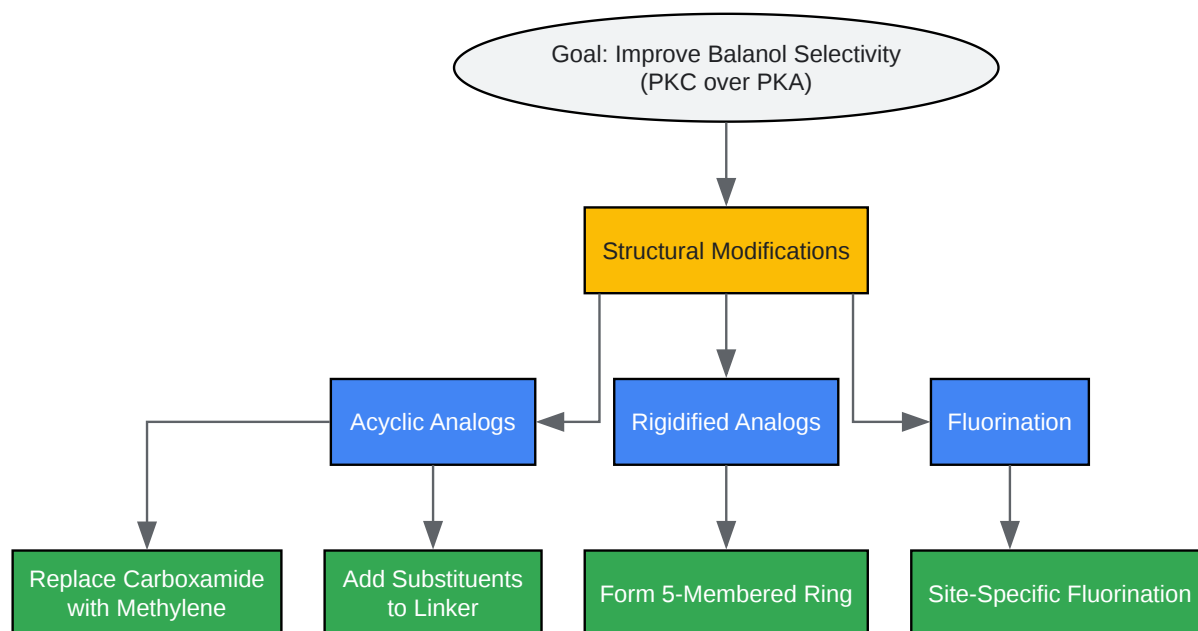 Goal: Improve Balanol Selectivity
(PKC over PKA)
Structural Modifications
Acyclic Analogs
Rigidified Analogs
Fluorination
Replace Carboxamide
with Methylene
Add Substituents
to Linker
Form 5-Membered Ring
Site-Specific Fluorination